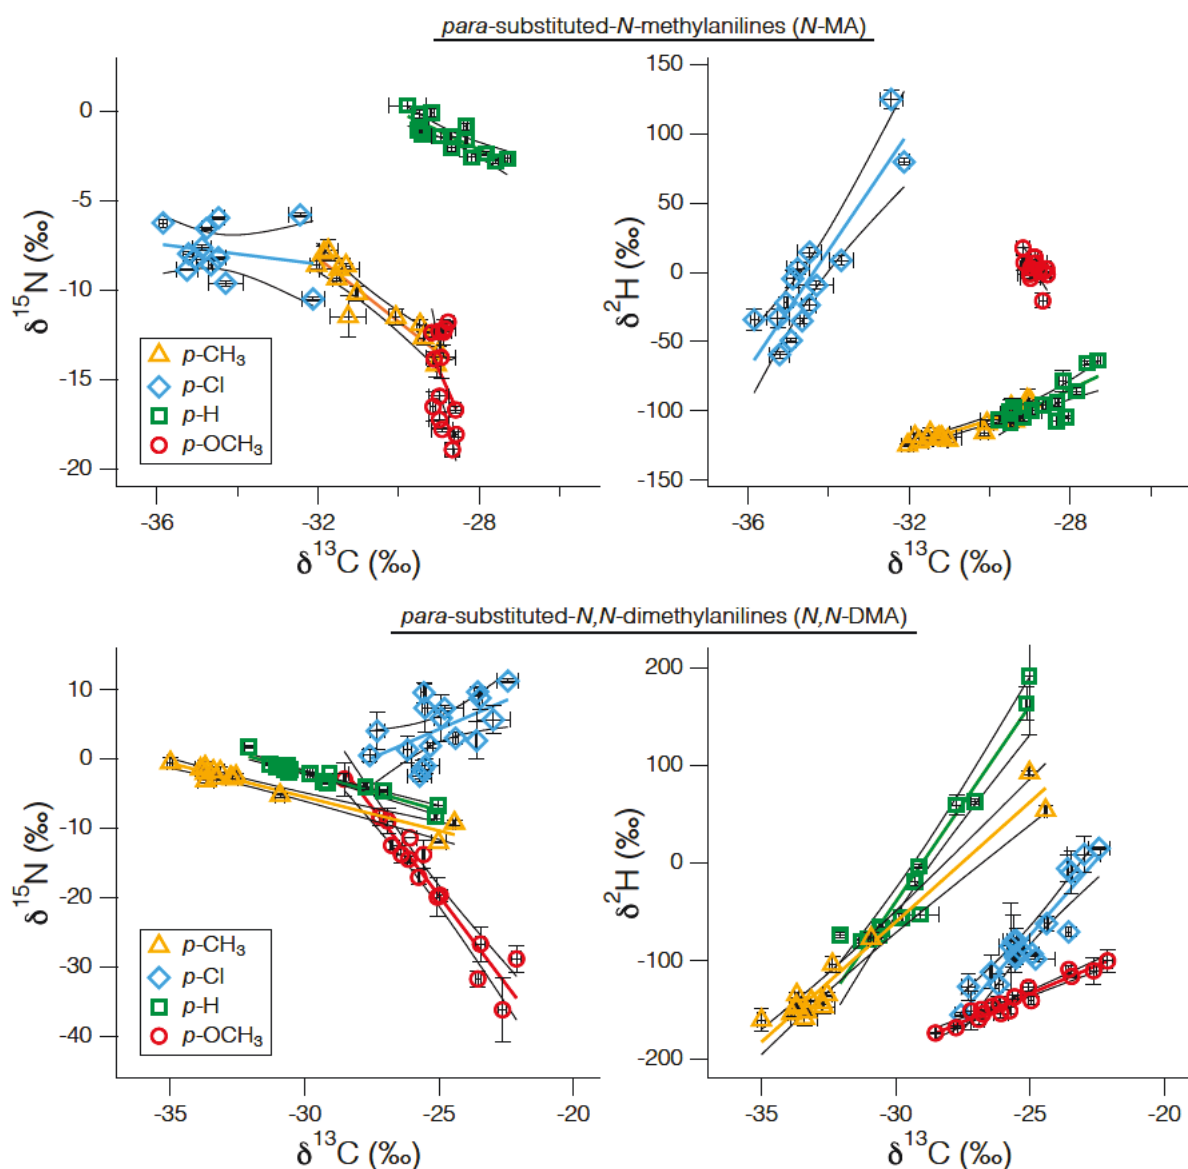 para-substituted-N-methylanilines (N-MA)
0
-5
-10
-15
-20
δ¹⁵N (‰)
p-CH₃
p-Cl
p-H
p-OCH₃
-36
-32
-28
δ¹³C (‰)
150
100
50
0
-50
-100
-150
δ²H (‰)
-36
-32
-28
δ¹³C (‰)
para-substituted-N,N-dimethylanilines (N,N-DMA)
10
0
-10
-20
-30
-40
δ¹⁵N (‰)
p-CH₃
p-Cl
p-H
p-OCH₃
-35
-30
-25
-20
δ¹³C (‰)
200
100
0
-100
-200
δ²H (‰)
-35
-30
-25
-20
δ¹³C (‰)